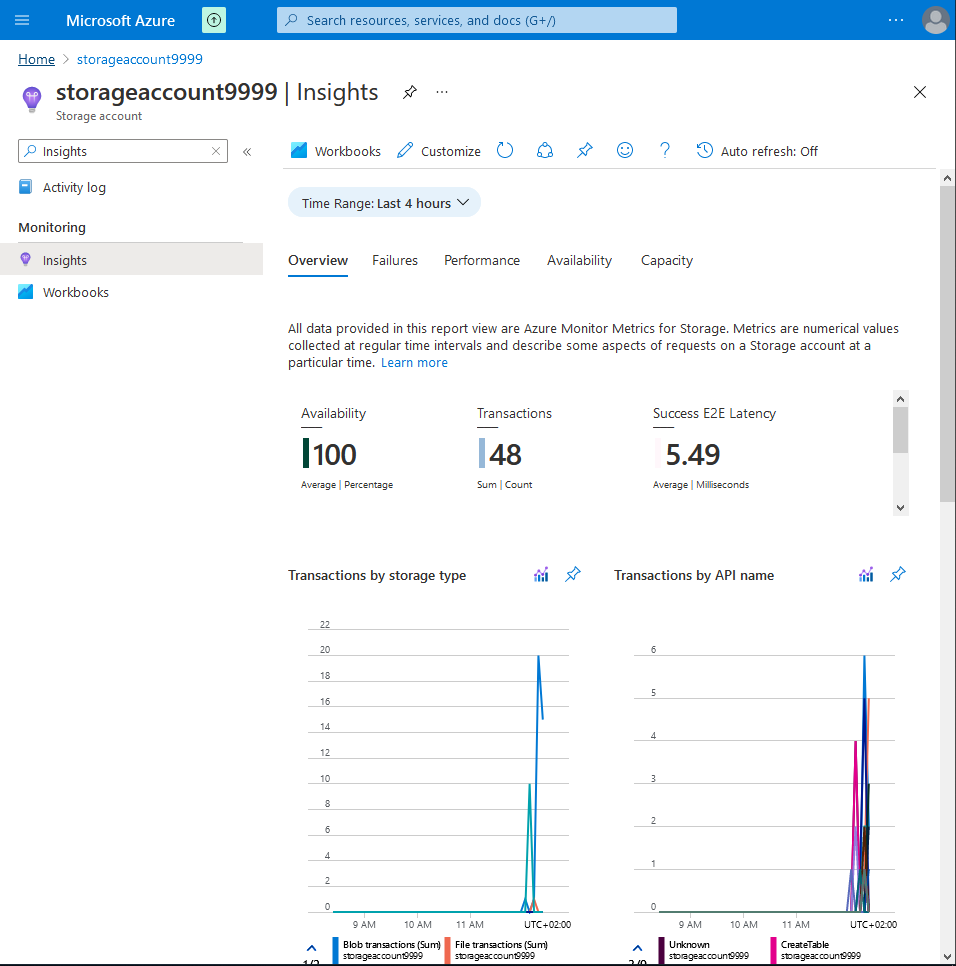 Microsoft Azure
Search resources, services, and docs (G+/)
Home > storageaccount9999
storageaccount9999 | Insights
Storage account
Insights
Activity log
Monitoring
Insights
Workbooks
Workbooks
Customize
Auto refresh: Off
Time Range: Last 4 hours
Overview
Failures
Performance
Availability
Capacity
All data provided in this report view are Azure Monitor Metrics for Storage. Metrics are numerical values
collected at regular time intervals and describe some aspects of requests on a Storage account at a
particular time. Learn more
Availability
100
Average | Percentage
Transactions
48
Sum | Count
Success E2E Latency
5.49
Average | Milliseconds
Transactions by storage type
22
20
18
16
14
12
10
8
6
4
2
0
9 AM
10 AM
11 AM
UTC+02:00
Blob transactions (Sum)
storageaccount9999
File transactions (Sum)
storageaccount9999
Transactions by API name
6
5
4
3
2
1
0
9 AM
10 AM
11 AM
UTC+02:00
Unknown
storageaccount9999
CreateTable
storageaccount9999